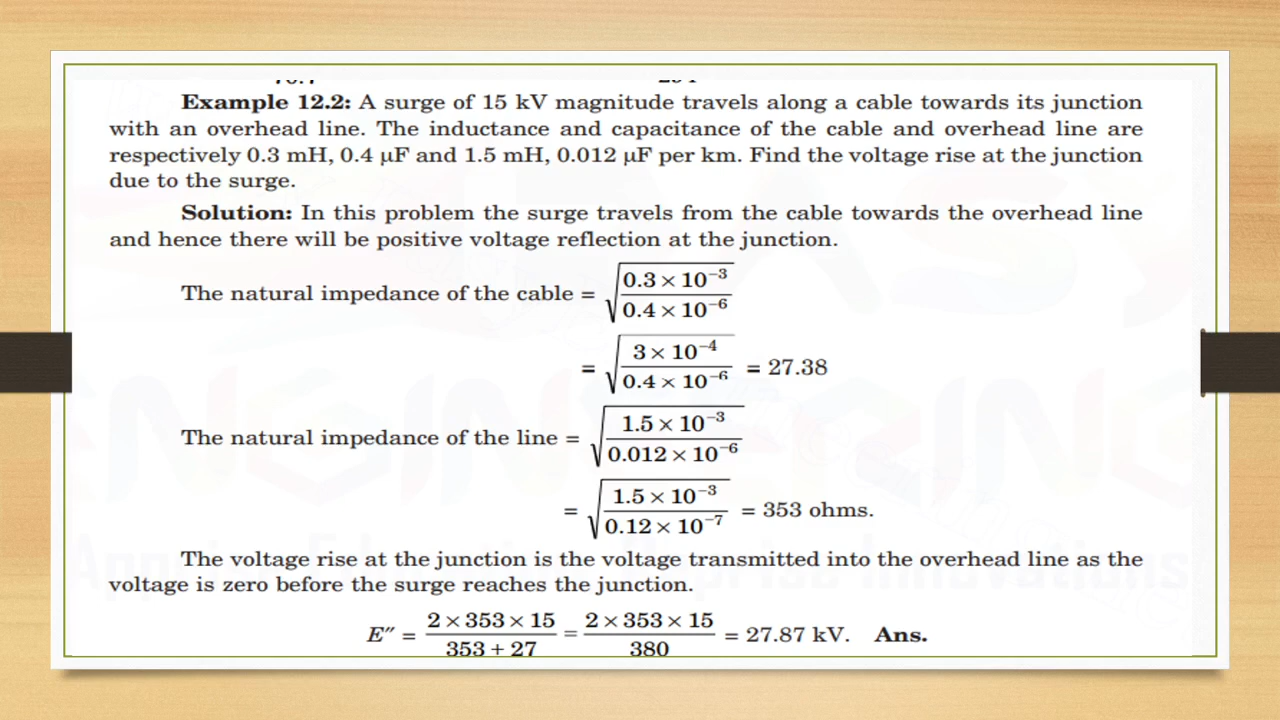 Example 12.2: A surge of 15 kV magnitude travels along a cable towards its junction
with an overhead line. The inductance and capacitance of the cable and overhead line are
respectively 0.3 mH, 0.4 μF and 1.5 mH, 0.012 μF per km. Find the voltage rise at the junction
due to the surge.
Solution: In this problem the surge travels from the cable towards the overhead line
and hence there will be positive voltage reflection at the junction.
The natural impedance of the cable = √(0.3 × 10⁻³ / 0.4 × 10⁻⁶)
= √(3 × 10⁻⁴ / 0.4 × 10⁻⁶) = 27.38
The natural impedance of the line = √(1.5 × 10⁻³ / 0.012 × 10⁻⁶)
= √(1.5 × 10⁻³ / 0.12 × 10⁻⁷) = 353 ohms.
The voltage rise at the junction is the voltage transmitted into the overhead line as the
voltage is zero before the surge reaches the junction.
E″ = 2 × 353 × 15 / 353 + 27 = 2 × 353 × 15 / 380 = 27.87 kV. Ans.